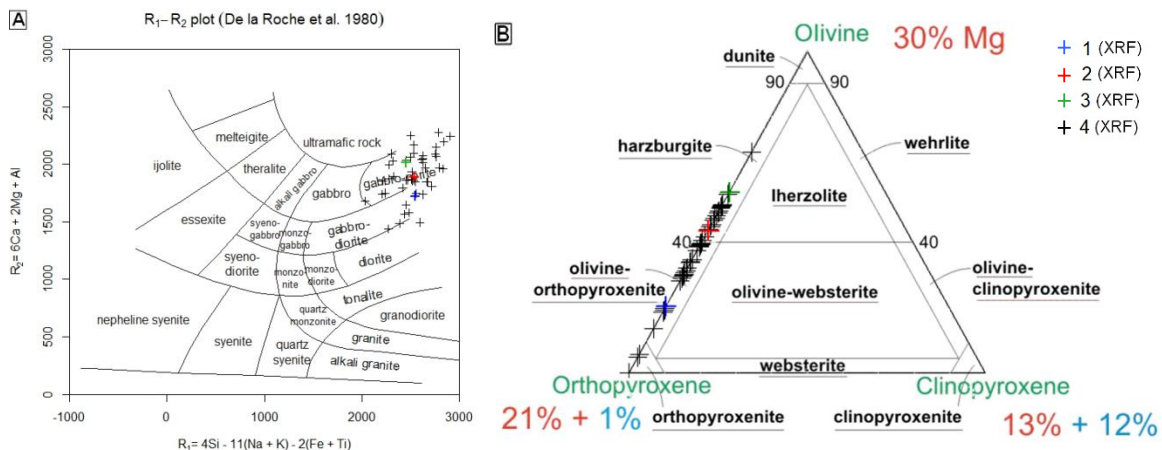 A
R₁–R₂ plot (De la Roche et al. 1980)
R₂= 6Ca + 2Mg + Al
3000
2500
2000
1500
1000
500
0
-1000
0
1000
2000
3000
R₁= 4Si - 11(Na + K) - 2(Fe + Ti)
melteigite
ultramafic rock
ijolite
theralite
alkali gabbro
gabbro
gabbro-norite
essexite
syeno-
gabbro
monzo-
gabbro
gabbro-
diorite
syeno-
diorite
monzo-
nite
monzo-
diorite
diorite
tonalite
nepheline syenite
quartz
monzonite
granodiorite
syenite
quartz
syenite
granite
alkali granite
B
Olivine
30% Mg
1 (XRF)
2 (XRF)
3 (XRF)
4 (XRF)
dunite
90
90
harzburgite
wehrlite
lherzolite
40
40
olivine-
orthopyroxenite
olivine-websterite
olivine-
clinopyroxenite
websterite
Orthopyroxene
Clinopyroxene
21% + 1%
orthopyroxenite
clinopyroxenite
13% + 12%